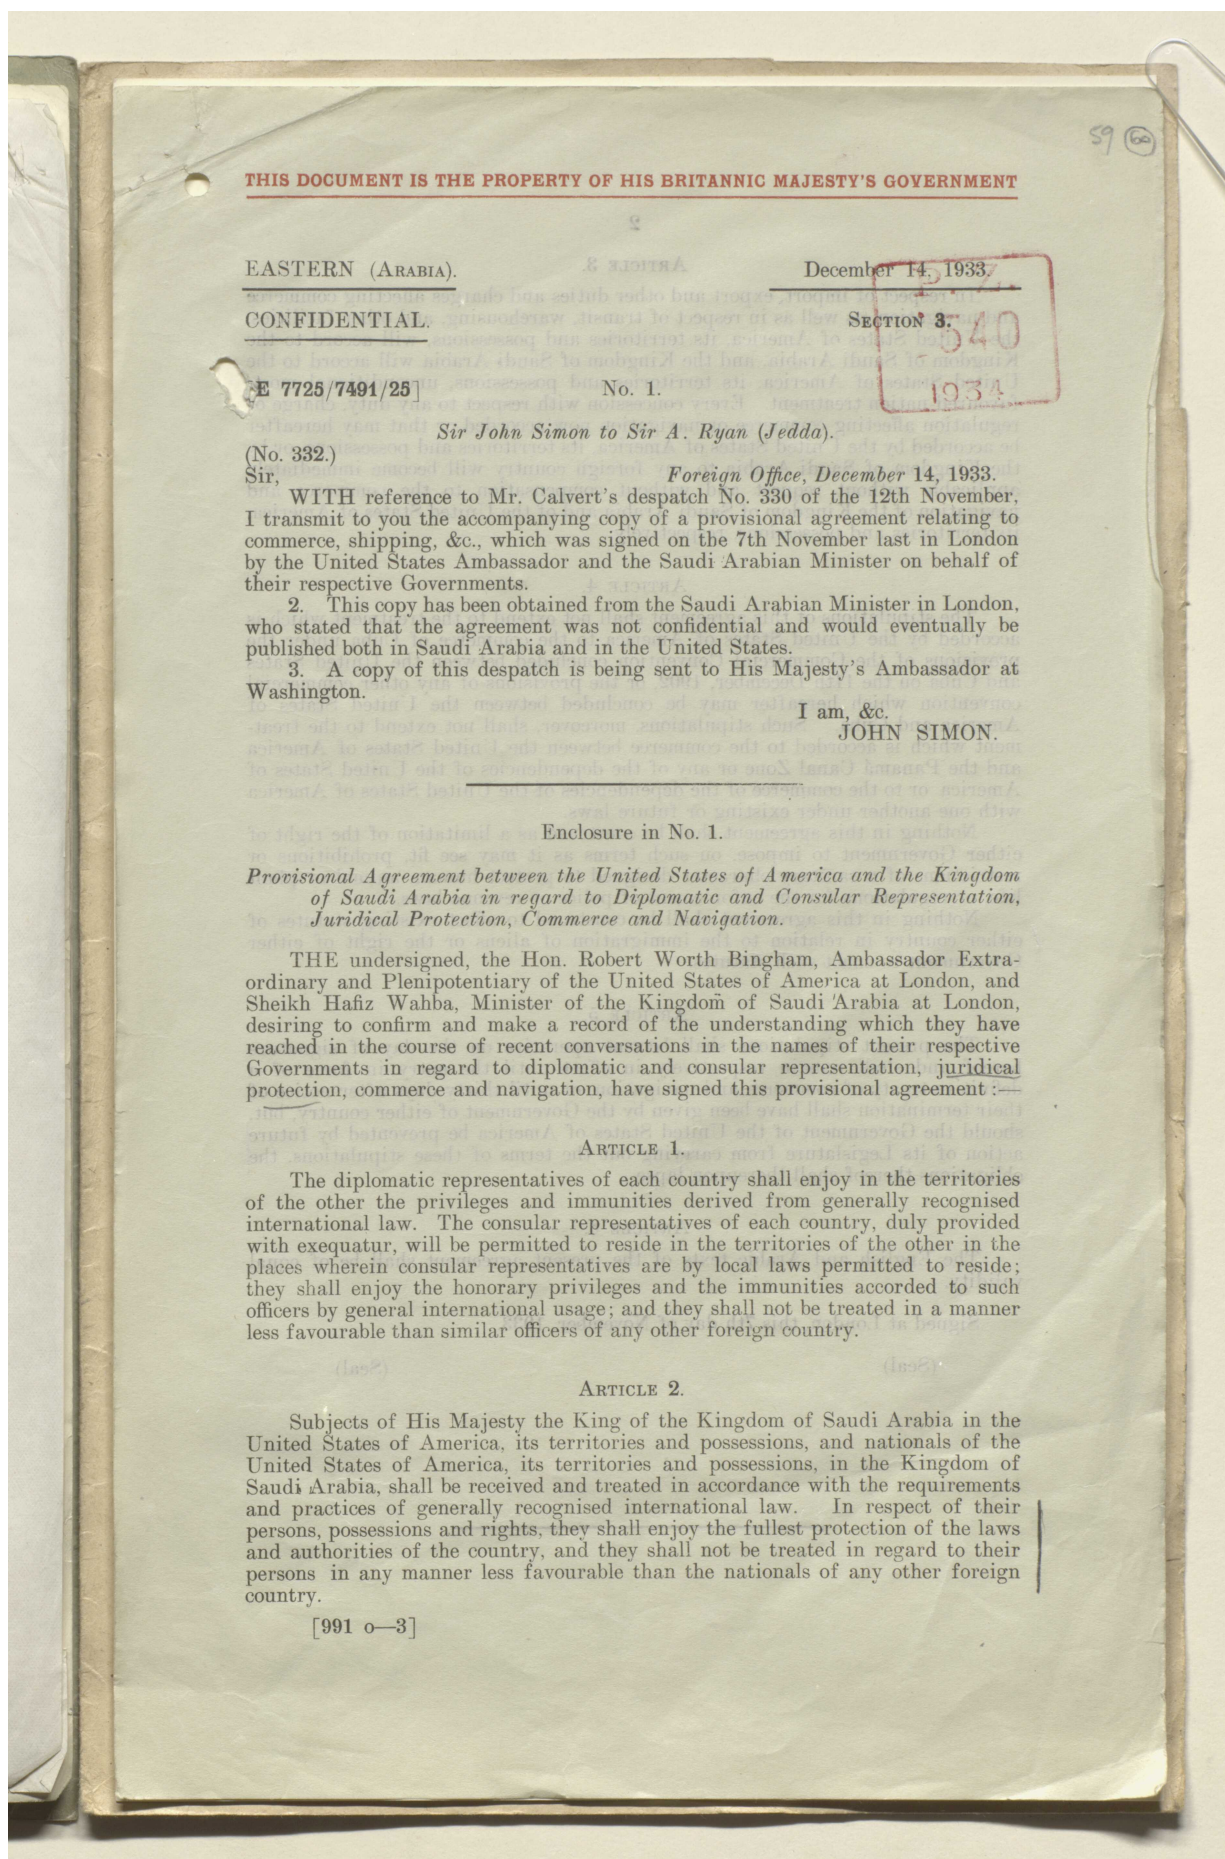 59 60
THIS DOCUMENT IS THE PROPERTY OF HIS BRITANNIC MAJESTY'S GOVERNMENT
EASTERN (ARABIA).
December 14, 1933.
CONFIDENTIAL.
SECTION 3.
P. Z.
540
1934
[E 7725/7491/25]
No. 1.
Sir John Simon to Sir A. Ryan (Jedda).
(No. 332.)
Sir,
Foreign Office, December 14, 1933.
WITH reference to Mr. Calvert's despatch No. 330 of the 12th November,
I transmit to you the accompanying copy of a provisional agreement relating to
commerce, shipping, &c., which was signed on the 7th November last in London
by the United States Ambassador and the Saudi Arabian Minister on behalf of
their respective Governments.
2. This copy has been obtained from the Saudi Arabian Minister in London,
who stated that the agreement was not confidential and would eventually be
published both in Saudi Arabia and in the United States.
3. A copy of this despatch is being sent to His Majesty's Ambassador at
Washington.
I am, &c.
JOHN SIMON.
Enclosure in No. 1.
Provisional Agreement between the United States of America and the Kingdom
of Saudi Arabia in regard to Diplomatic and Consular Representation,
Juridical Protection, Commerce and Navigation.
THE undersigned, the Hon. Robert Worth Bingham, Ambassador Extra-
ordinary and Plenipotentiary of the United States of America at London, and
Sheikh Hafiz Wahba, Minister of the Kingdom of Saudi Arabia at London,
desiring to confirm and make a record of the understanding which they have
reached in the course of recent conversations in the names of their respective
Governments in regard to diplomatic and consular representation, juridical
protection, commerce and navigation, have signed this provisional agreement :—
ARTICLE 1.
The diplomatic representatives of each country shall enjoy in the territories
of the other the privileges and immunities derived from generally recognised
international law. The consular representatives of each country, duly provided
with exequatur, will be permitted to reside in the territories of the other in the
places wherein consular representatives are by local laws permitted to reside;
they shall enjoy the honorary privileges and the immunities accorded to such
officers by general international usage; and they shall not be treated in a manner
less favourable than similar officers of any other foreign country.
ARTICLE 2.
Subjects of His Majesty the King of the Kingdom of Saudi Arabia in the
United States of America, its territories and possessions, and nationals of the
United States of America, its territories and possessions, in the Kingdom of
Saudi Arabia, shall be received and treated in accordance with the requirements
and practices of generally recognised international law. In respect of their
persons, possessions and rights, they shall enjoy the fullest protection of the laws
and authorities of the country, and they shall not be treated in regard to their
persons in any manner less favourable than the nationals of any other foreign
country.
[991 o—3]